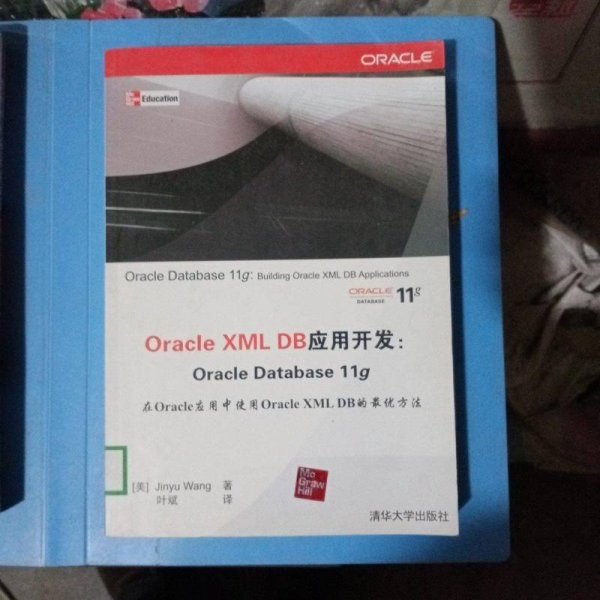 ORACLE
Mc Graw Hill Education
Oracle Database 11g: Building Oracle XML DB Applications
ORACLE 11g
DATABASE
Oracle XML DB应用开发:
Oracle Database 11g
在Oracle应用中使用Oracle XML DB的最优方法
[美] Jinyu Wang 著
叶斌 译
Mc
Graw
Hill
清华大学出版社